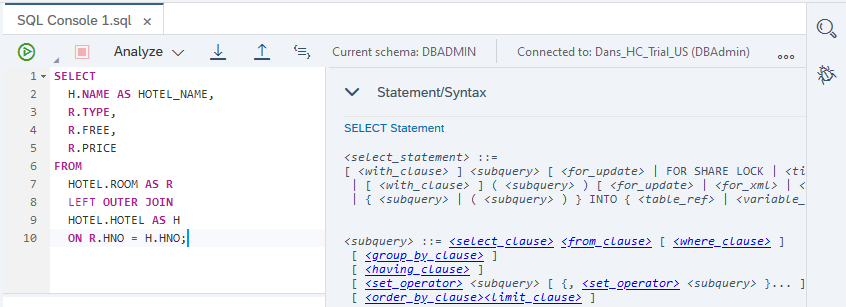 SQL Console 1.sql ×
Analyze
Current schema: DBADMIN
Connected to: Dans_HC_Trial_US (DBAdmin)
1 SELECT
2 H.NAME AS HOTEL_NAME,
3 R.TYPE,
4 R.FREE,
5 R.PRICE
6 FROM
7 HOTEL.ROOM AS R
8 LEFT OUTER JOIN
9 HOTEL.HOTEL AS H
10 ON R.HNO = H.HNO;
Statement/Syntax
SELECT Statement
<select_statement> ::=
[ <with_clause> ] <subquery> [ <for_update> | FOR SHARE LOCK | <ti
| [ <with_clause> ] ( <subquery> ) [ <for_update> | <for_xml> | <
| { <subquery> | ( <subquery> ) } INTO { <table_ref> | <variable_
<subquery> ::= <select_clause> <from_clause> [ <where_clause> ]
[ <group_by_clause> ]
[ <having_clause> ]
[ <set_operator> <subquery> [ {, <set_operator> <subquery> }... ]
[ <order_by_clause><limit_clause> ]